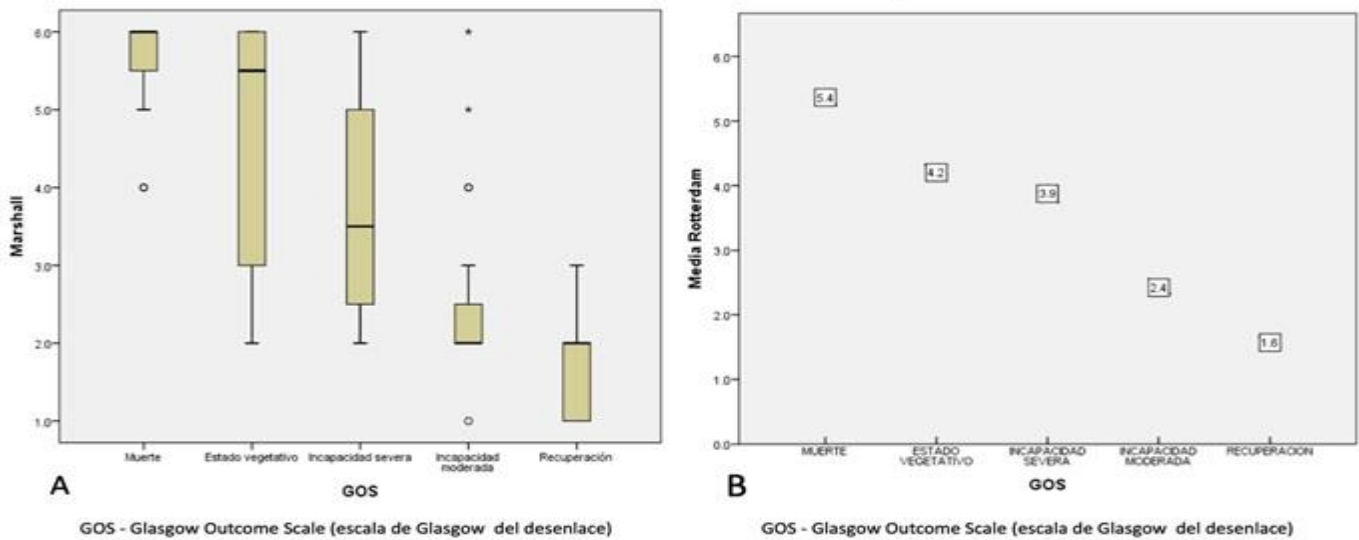 Marshall
6.0
5.0
4.0
3.0
2.0
1.0
Muerte
Estado vegetativo
Incapacidad severa
Incapacidad
moderada
Recuperación
GOS
A
GOS - Glasgow Outcome Scale (escala de Glasgow del desenlace)
Media Rotterdam
6.0
5.0
4.0
3.0
2.0
1.0
0.0
5.4
4.2
3.9
2.4
1.6
MUERTE
ESTADO
VEGETATIVO
INCAPACIDAD
SEVERA
INCAPACIDAD
MODERADA
RECUPERACION
GOS
B
GOS - Glasgow Outcome Scale (escala de Glasgow del desenlace)